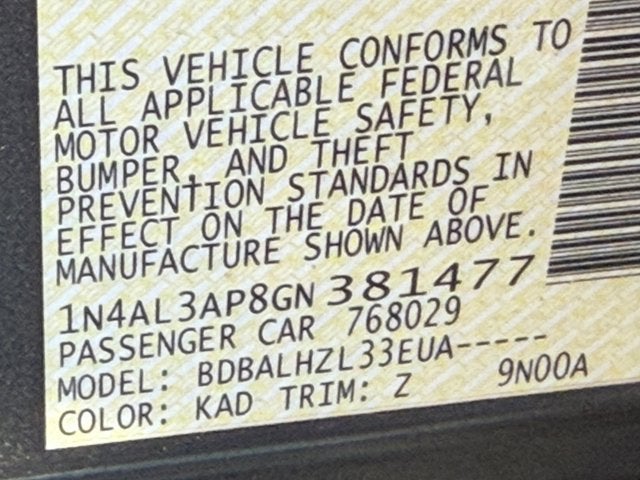 THIS VEHICLE CONFORMS TO
ALL APPLICABLE FEDERAL
MOTOR VEHICLE SAFETY,
BUMPER, AND THEFT
PREVENTION STANDARDS IN
EFFECT ON THE DATE OF
MANUFACTURE SHOWN ABOVE.
1N4AL3AP8GN381477
PASSENGER CAR 768029
MODEL: BDBALHZL33EUA-----
COLOR: KAD TRIM: Z 9N00A